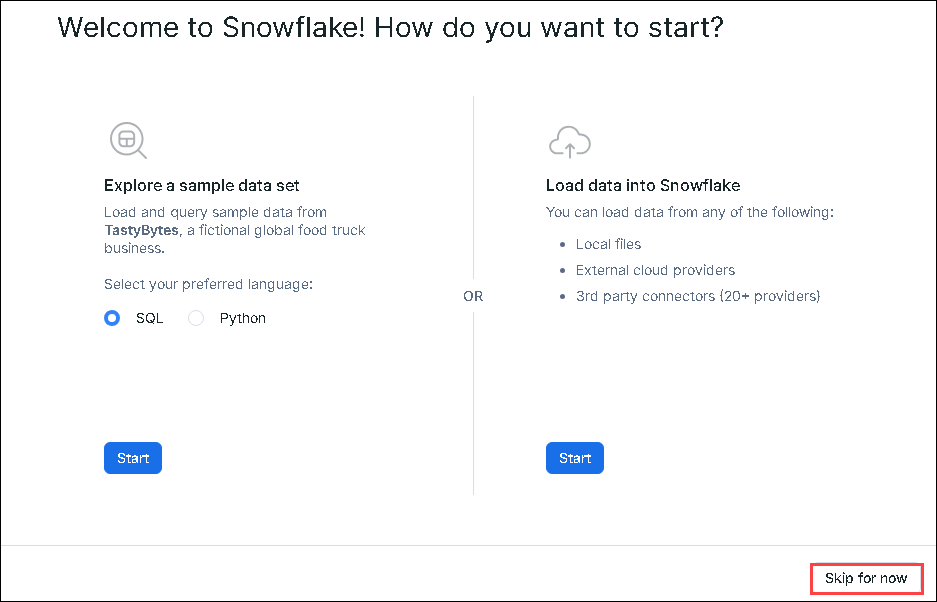 Welcome to Snowflake! How do you want to start?
Explore a sample data set
Load and query sample data from
TastyBytes, a fictional global food truck
business.
Select your preferred language:
SQL Python
Start
OR
Load data into Snowflake
You can load data from any of the following:
• Local files
• External cloud providers
• 3rd party connectors (20+ providers)
Start
Skip for now